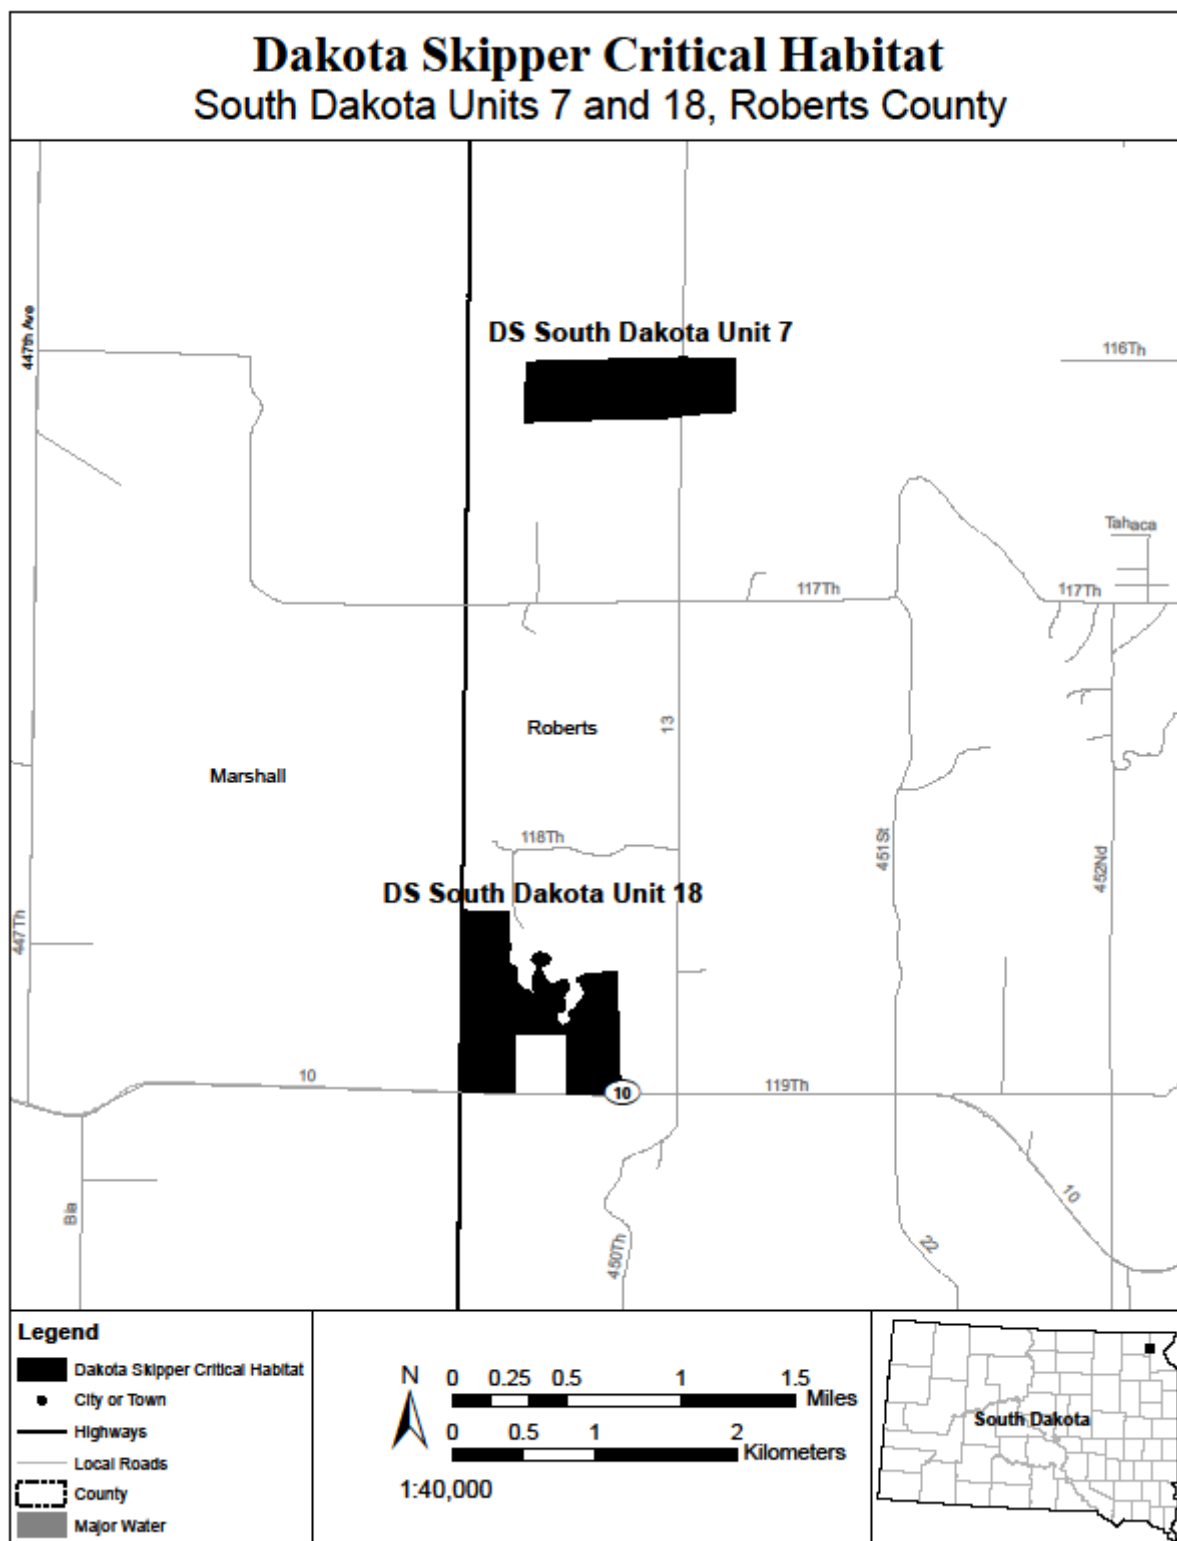 Dakota Skipper Critical Habitat
South Dakota Units 7 and 18, Roberts County
447th Ave
DS South Dakota Unit 7
116Th
Tahaca
117Th
117Th
13
Roberts
Marshall
118Th
451St
452Nd
DS South Dakota Unit 18
447Th
10
10
119Th
Bia
450Th
22
10
Legend
Dakota Skipper Critical Habitat
City or Town
Highways
Local Roads
County
Major Water
N
0 0.25 0.5 1 1.5
Miles
0 0.5 1 2
Kilometers
1:40,000
South Dakota